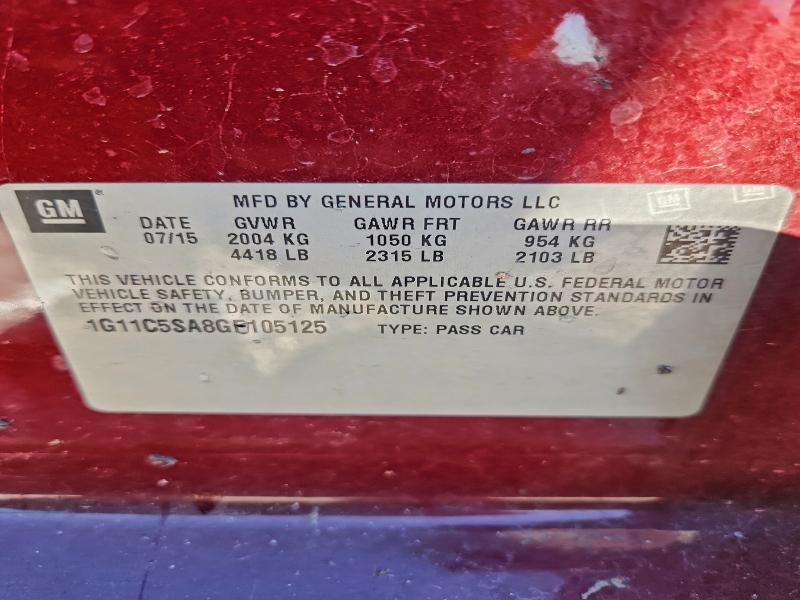 GM
MFD BY GENERAL MOTORS LLC
DATE GVWR GAWR FRT GAWR RR
07/15 2004 KG 1050 KG 954 KG
4418 LB 2315 LB 2103 LB
THIS VEHICLE CONFORMS TO ALL APPLICABLE U.S. FEDERAL MOTOR
VEHICLE SAFETY, BUMPER, AND THEFT PREVENTION STANDARDS IN
EFFECT ON THE DATE OF MANUFACTURE SHOWN ABOVE.
1G11C5SA8GF105125 TYPE: PASS CAR